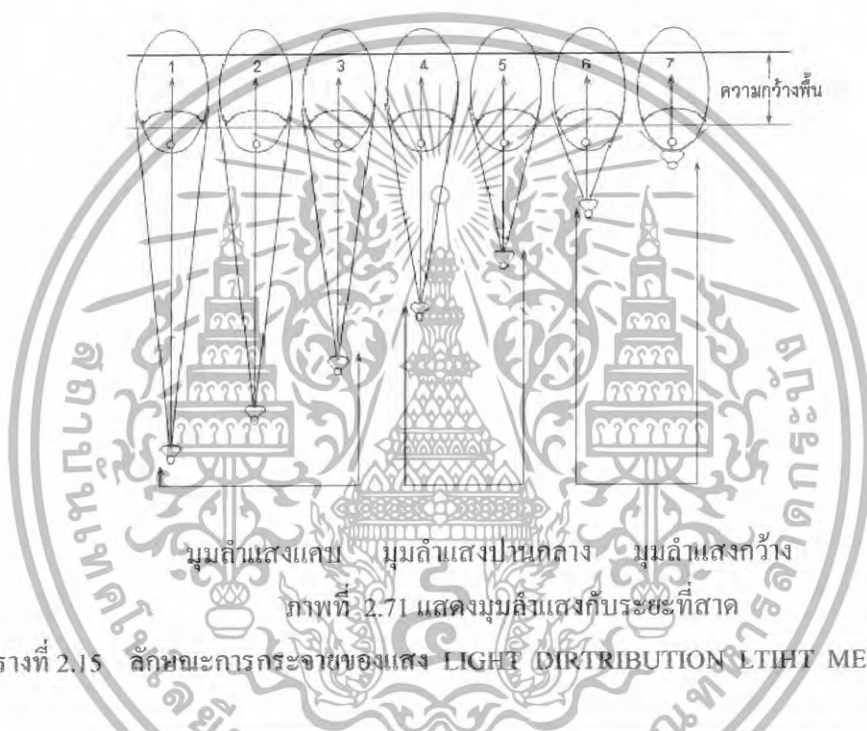 1 2 3 4 5 6 7
ความกว้างพื้น
มุมลำแสงแคบ มุมลำแสงปานกลาง มุมลำแสงกว้าง
ภาพที่ 2.71 แสดงมุมลำแสงกับระยะที่สาด
รางที่ 2.15 ลักษณะการกระจายของแสง LIGHT DIRTRIBUTION LTIHT ME